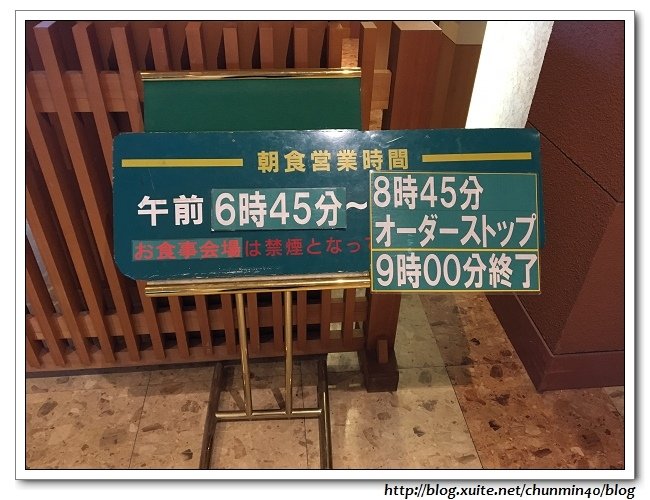 朝食営業時間
午前 6時45分～8時45分
オーダーストップ
9時00分終了
お食事会場は禁煙となっ
http://blog.xuite.net/chunmin40/blog